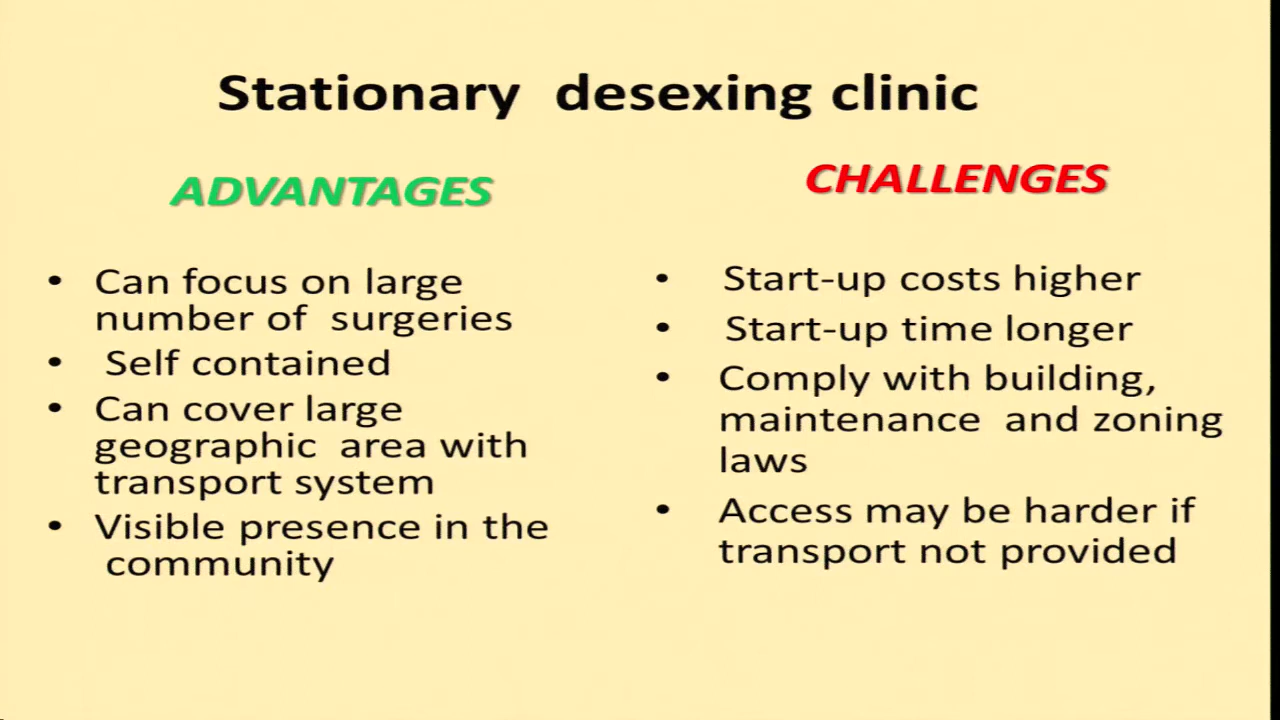 Stationary desexing clinic
ADVANTAGES
• Can focus on large
number of surgeries
• Self contained
• Can cover large
geographic area with
transport system
• Visible presence in the
community
CHALLENGES
• Start-up costs higher
• Start-up time longer
• Comply with building,
maintenance and zoning
laws
• Access may be harder if
transport not provided